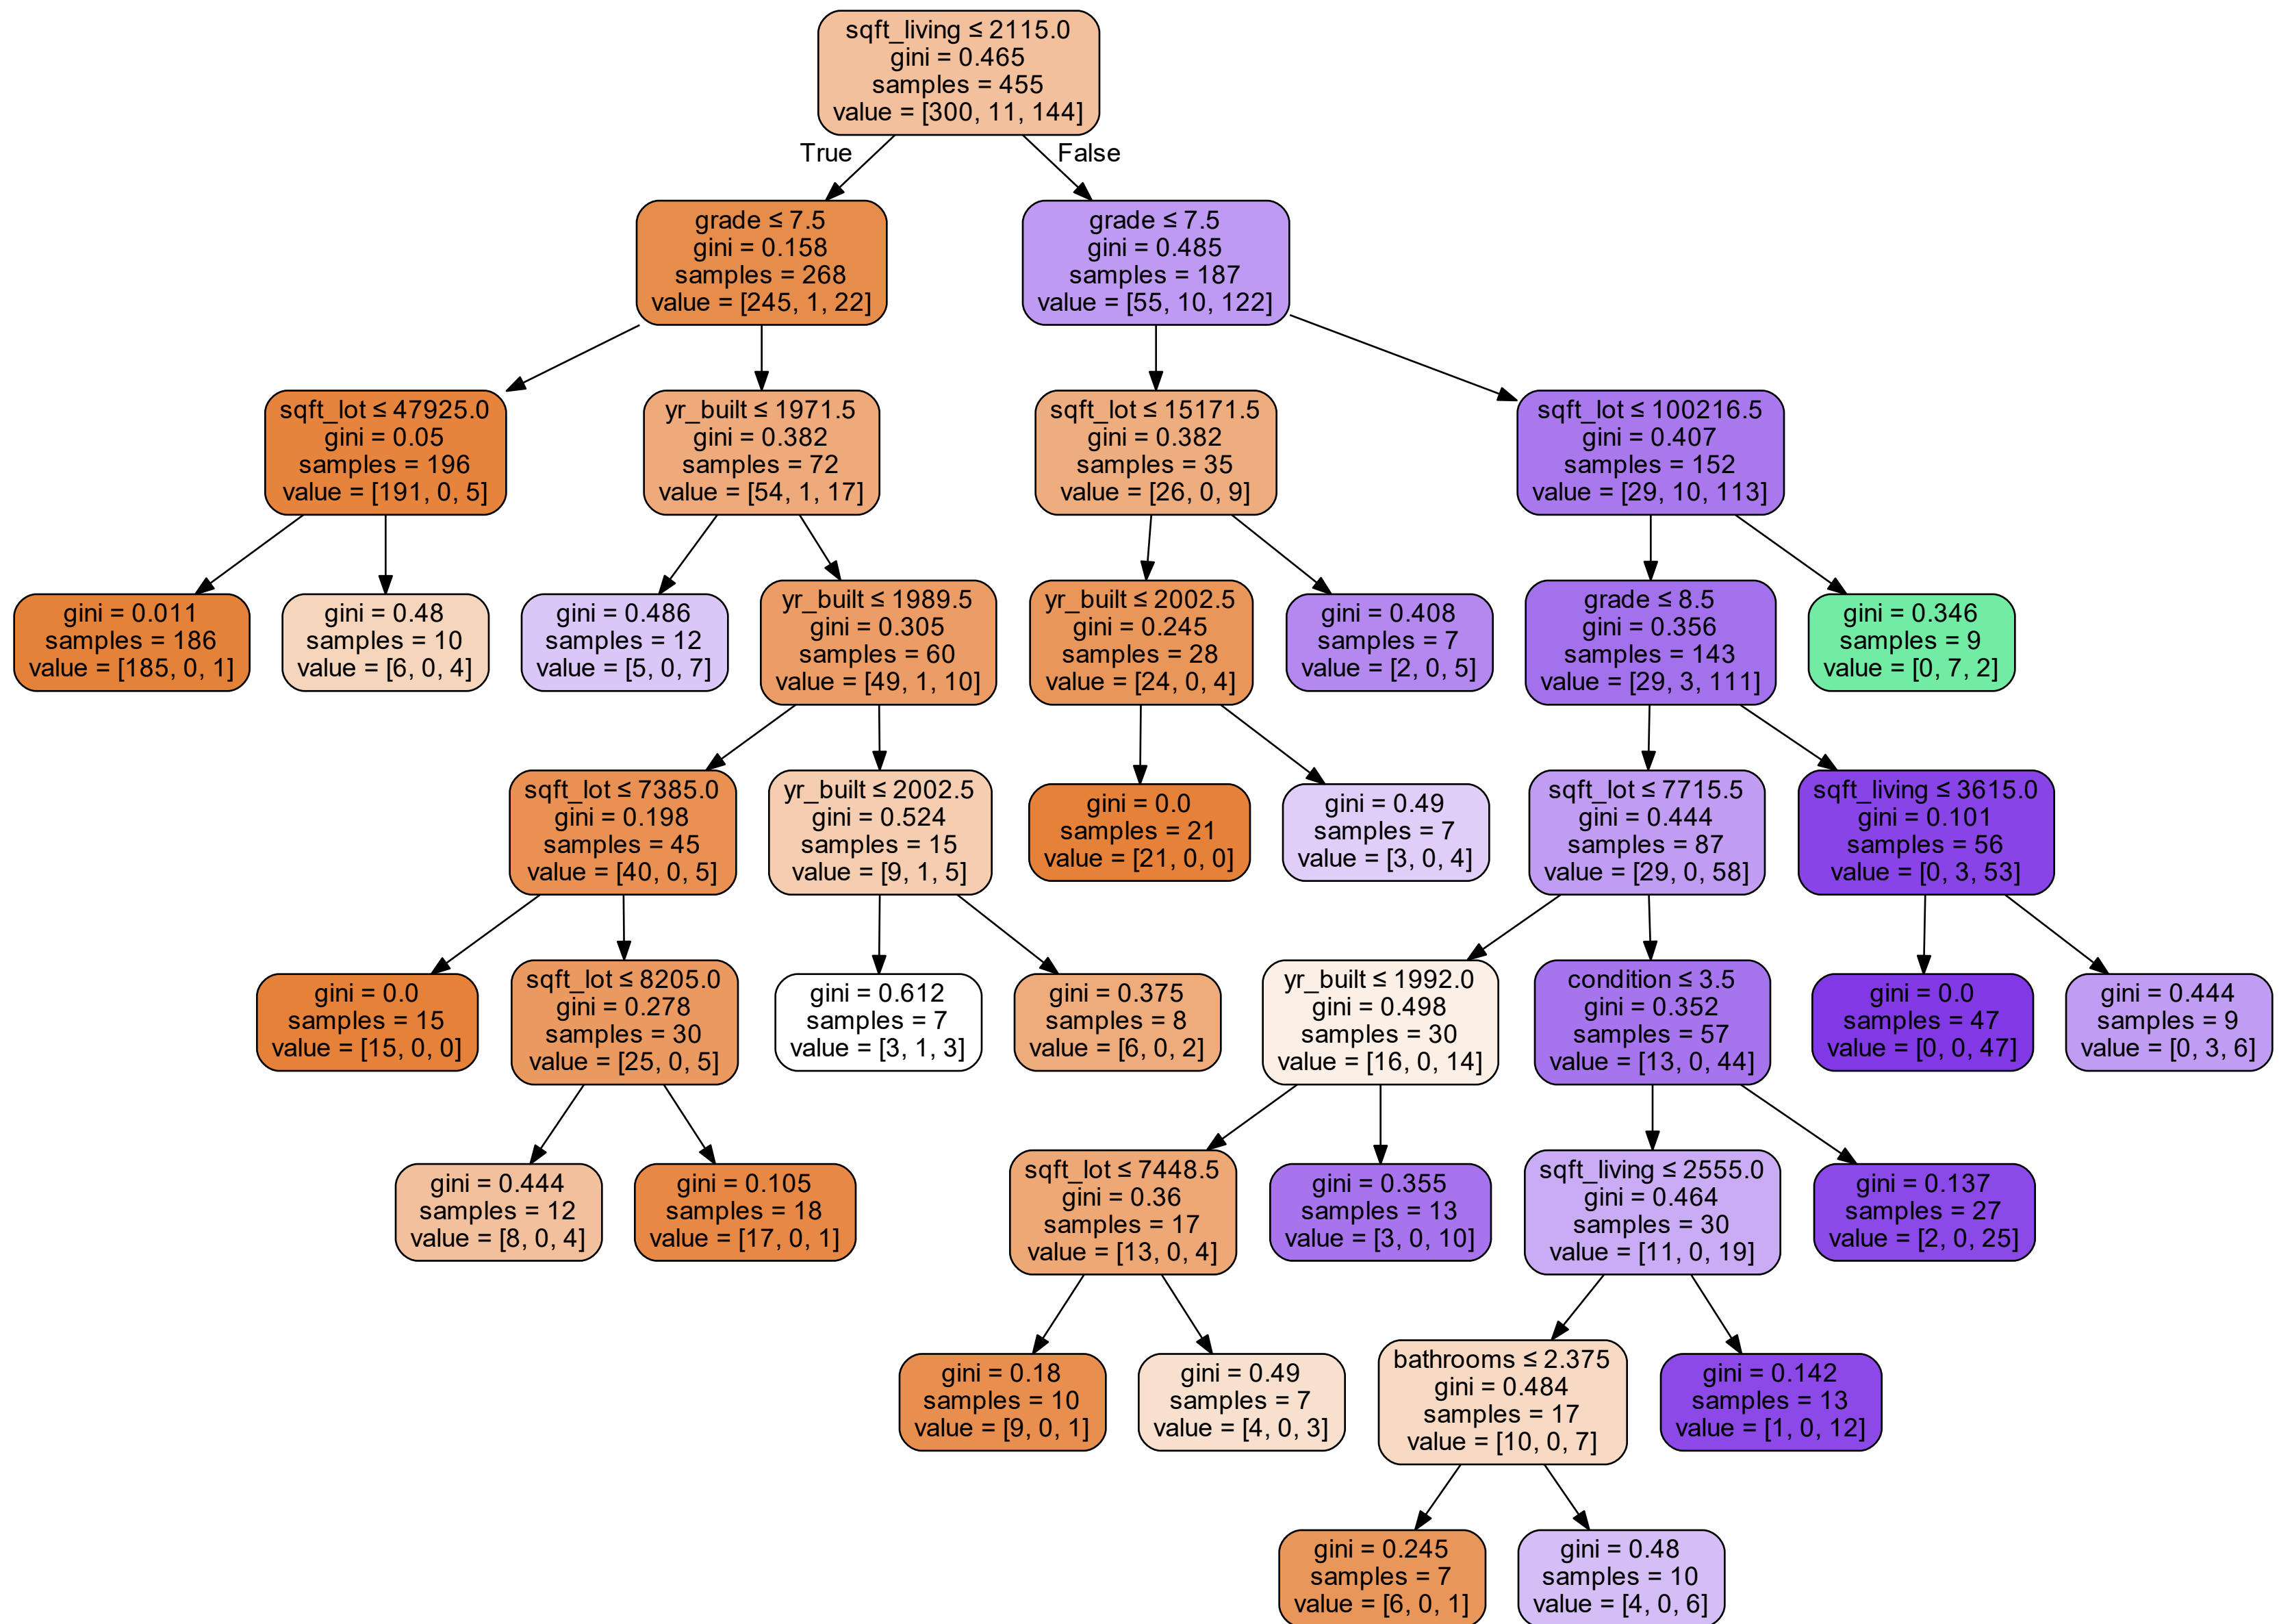 sqft_living ≤ 2115.0
gini = 0.465
samples = 455
value = [300, 11, 144]
True
False
grade ≤ 7.5
gini = 0.158
samples = 268
value = [245, 1, 22]
grade ≤ 7.5
gini = 0.485
samples = 187
value = [55, 10, 122]
sqft_lot ≤ 47925.0
gini = 0.05
samples = 196
value = [191, 0, 5]
yr_built ≤ 1971.5
gini = 0.382
samples = 72
value = [54, 1, 17]
sqft_lot ≤ 15171.5
gini = 0.382
samples = 35
value = [26, 0, 9]
sqft_lot ≤ 100216.5
gini = 0.407
samples = 152
value = [29, 10, 113]
gini = 0.011
samples = 186
value = [185, 0, 1]
gini = 0.48
samples = 10
value = [6, 0, 4]
gini = 0.486
samples = 12
value = [5, 0, 7]
yr_built ≤ 1989.5
gini = 0.305
samples = 60
value = [49, 1, 10]
yr_built ≤ 2002.5
gini = 0.245
samples = 28
value = [24, 0, 4]
gini = 0.408
samples = 7
value = [2, 0, 5]
grade ≤ 8.5
gini = 0.356
samples = 143
value = [29, 3, 111]
gini = 0.346
samples = 9
value = [0, 7, 2]
sqft_lot ≤ 7385.0
gini = 0.198
samples = 45
value = [40, 0, 5]
yr_built ≤ 2002.5
gini = 0.524
samples = 15
value = [9, 1, 5]
gini = 0.0
samples = 21
value = [21, 0, 0]
gini = 0.49
samples = 7
value = [3, 0, 4]
sqft_lot ≤ 7715.5
gini = 0.444
samples = 87
value = [29, 0, 58]
sqft_living ≤ 3615.0
gini = 0.101
samples = 56
value = [0, 3, 53]
gini = 0.0
samples = 15
value = [15, 0, 0]
sqft_lot ≤ 8205.0
gini = 0.278
samples = 30
value = [25, 0, 5]
gini = 0.612
samples = 7
value = [3, 1, 3]
gini = 0.375
samples = 8
value = [6, 0, 2]
yr_built ≤ 1992.0
gini = 0.498
samples = 30
value = [16, 0, 14]
condition ≤ 3.5
gini = 0.352
samples = 57
value = [13, 0, 44]
gini = 0.0
samples = 47
value = [0, 0, 47]
gini = 0.444
samples = 9
value = [0, 3, 6]
gini = 0.444
samples = 12
value = [8, 0, 4]
gini = 0.105
samples = 18
value = [17, 0, 1]
sqft_lot ≤ 7448.5
gini = 0.36
samples = 17
value = [13, 0, 4]
gini = 0.355
samples = 13
value = [3, 0, 10]
sqft_living ≤ 2555.0
gini = 0.464
samples = 30
value = [11, 0, 19]
gini = 0.137
samples = 27
value = [2, 0, 25]
gini = 0.18
samples = 10
value = [9, 0, 1]
gini = 0.49
samples = 7
value = [4, 0, 3]
bathrooms ≤ 2.375
gini = 0.484
samples = 17
value = [10, 0, 7]
gini = 0.142
samples = 13
value = [1, 0, 12]
gini = 0.245
samples = 7
value = [6, 0, 1]
gini = 0.48
samples = 10
value = [4, 0, 6]